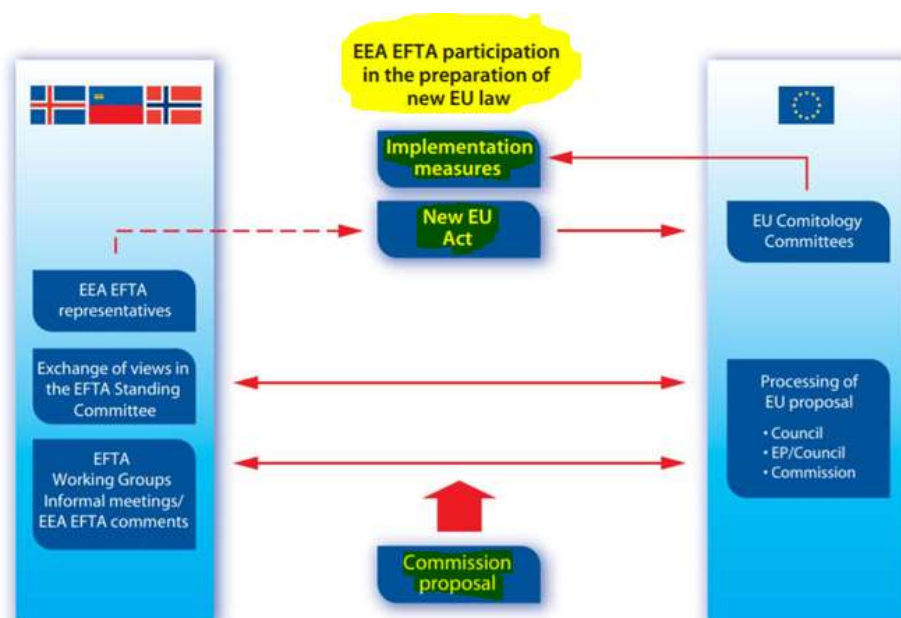 EEA EFTA participation
in the preparation of
new EU law
Implementation
measures
New EU
Act
EU Comitology
Committees
EEA EFTA
representatives
Exchange of views in
the EFTA Standing
Committee
Processing of
EU proposal
• Council
• EP/Council
• Commission
EFTA
Working Groups
Informal meetings/
EEA EFTA comments
Commission
proposal